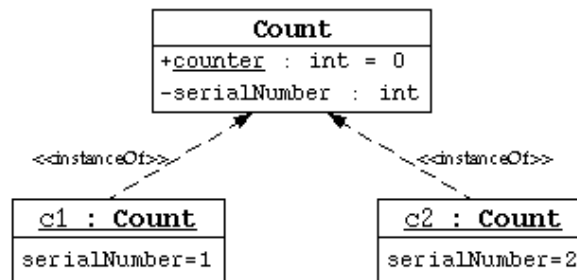 Count
+counter : int = 0
-serialNumber : int
<<instanceOf>>
<<instanceOf>>
c1 : Count
serialNumber=1
c2 : Count
serialNumber=2